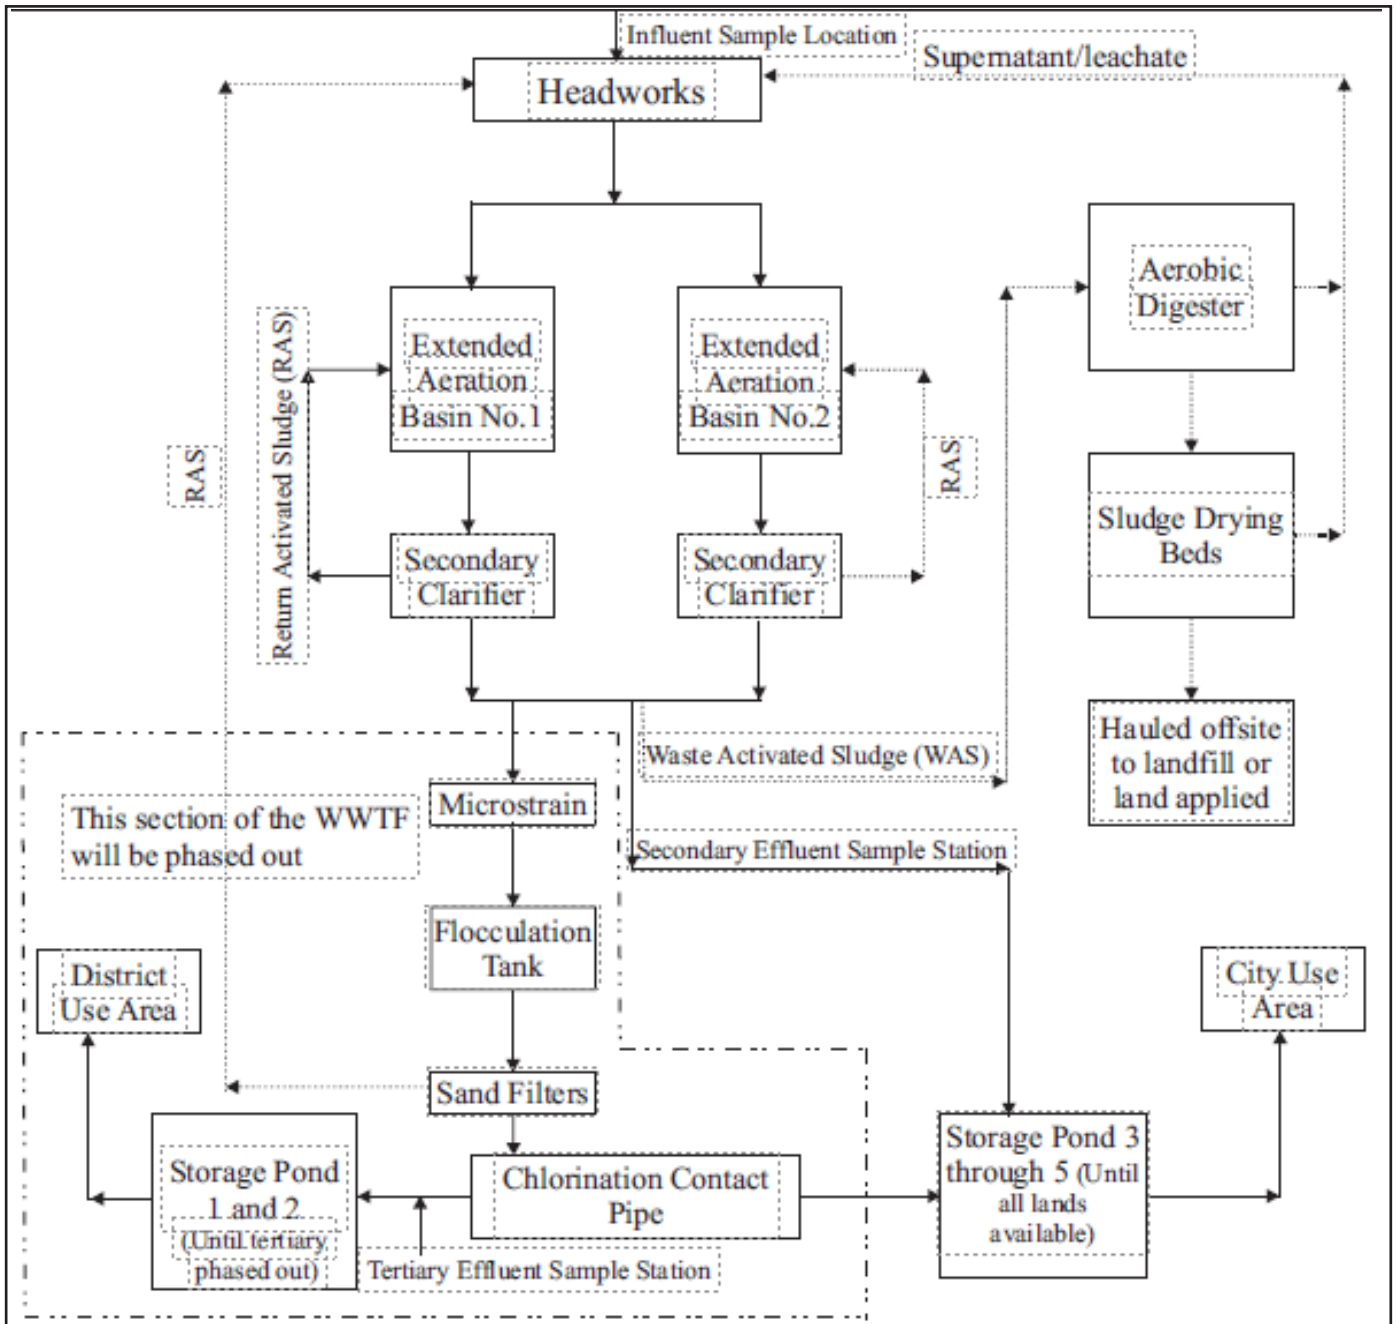 Influent Sample Location
Supernatant/leachate
Headworks
Aerobic
Digester
Return Activated Sludge (RAS)
Extended
Aeration
Basin No.1
Extended
Aeration
Basin No.2
RAS
RAS
Sludge Drying
Beds
Secondary
Clarifier
Secondary
Clarifier
Hauled offsite
to landfill or
land applied
Waste Activated Sludge (WAS)
Microstrain
This section of the WWTF
will be phased out
Secondary Effluent Sample Station
Flocculation
Tank
District
Use Area
City Use
Area
Sand Filters
Storage Pond
1 and 2
(Until tertiary
phased out)
Chlorination Contact
Pipe
Storage Pond 3
through 5 (Until
all lands
available)
Tertiary Effluent Sample Station